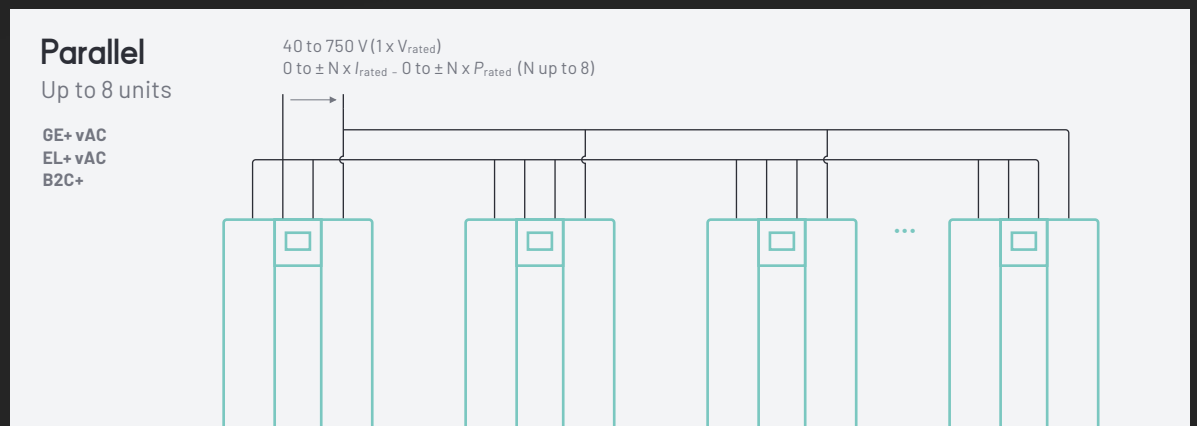 Parallel
Up to 8 units
GE+ vAC
EL+ vAC
B2C+
40 to 750 V (1 x Vrated)
0 to ± N x Irated - 0 to ± N x Prated (N up to 8)